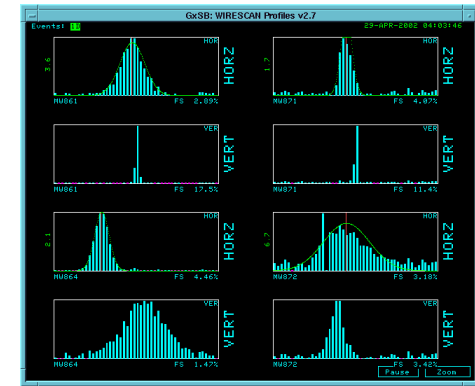 GxSB: WIRESCAN Profiles v2.7
Events: 13 29-APR-2002 04:03:46
3.6 HOR HORZ 1.7 HOR HORZ
MW861 FS 2.89% MW871 FS 4.07%
VER VERT VER VERT
MW861 FS 17.5% MW871 FS 11.4%
2.1 HOR HORZ 6.7 HOR HORZ
MW864 FS 4.46% MW872 FS 3.18%
VER VERT VER VERT
MW864 FS 1.47% MW872 FS 3.42%
Pause Zoom